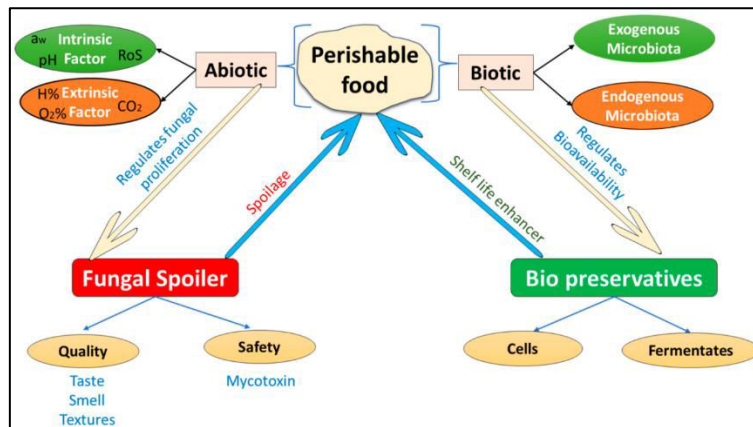 aw Intrinsic
Factor
pH
RoS
H% Extrinsic
O2% Factor
CO2
Abiotic
Perishable
food
Biotic
Exogenous
Microbiota
Endogenous
Microbiota
Regulates fungal
proliferation
Spoilage
Shelf life enhancer
Regulates
Bioavailability
Fungal Spoiler
Bio preservatives
Quality
Safety
Cells
Fermentates
Taste
Smell
Textures
Mycotoxin